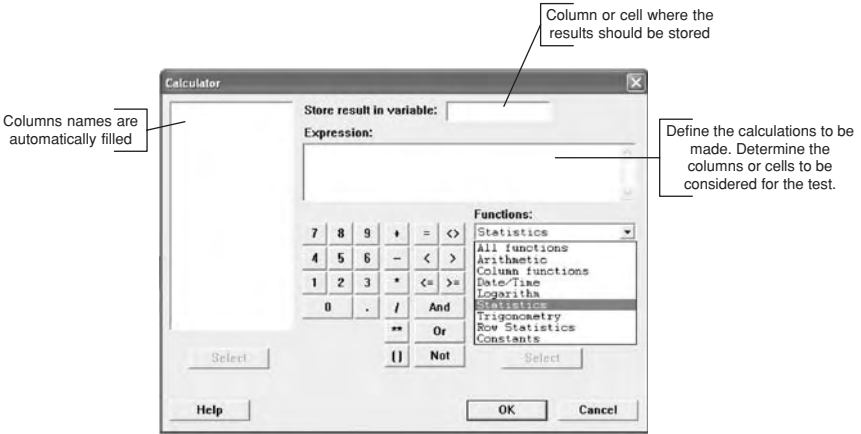 Column or cell where the
results should be stored
Calculator
Columns names are
automatically filled
Store result in variable:
Expression:
Define the calculations to be
made. Determine the
columns or cells to be
considered for the test.
Functions:
7 8 9 + = <> Statistics
All functions
4 5 6 - < > Arithmetic
Column functions
1 2 3 * <= >= Date/Time
Logarithm
0 . / And Statistics
Trigonometry
** Or Row Statistics
Constants
Select () Not Select
Help OK Cancel